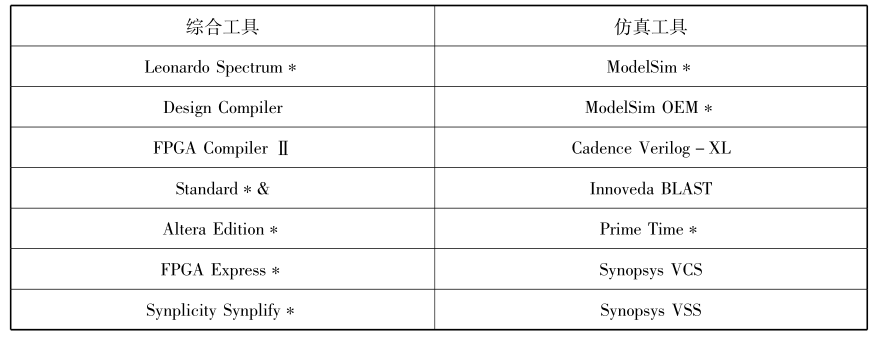 综合工具 仿真工具
Leonardo Spectrum * ModelSim *
Design Compiler ModelSim OEM *
FPGA Compiler Ⅱ Cadence Verilog – XL
Standard * & Innoveda BLAST
Altera Edition * Prime Time *
FPGA Express * Synopsys VCS
Synplicity Synplify * Synopsys VSS